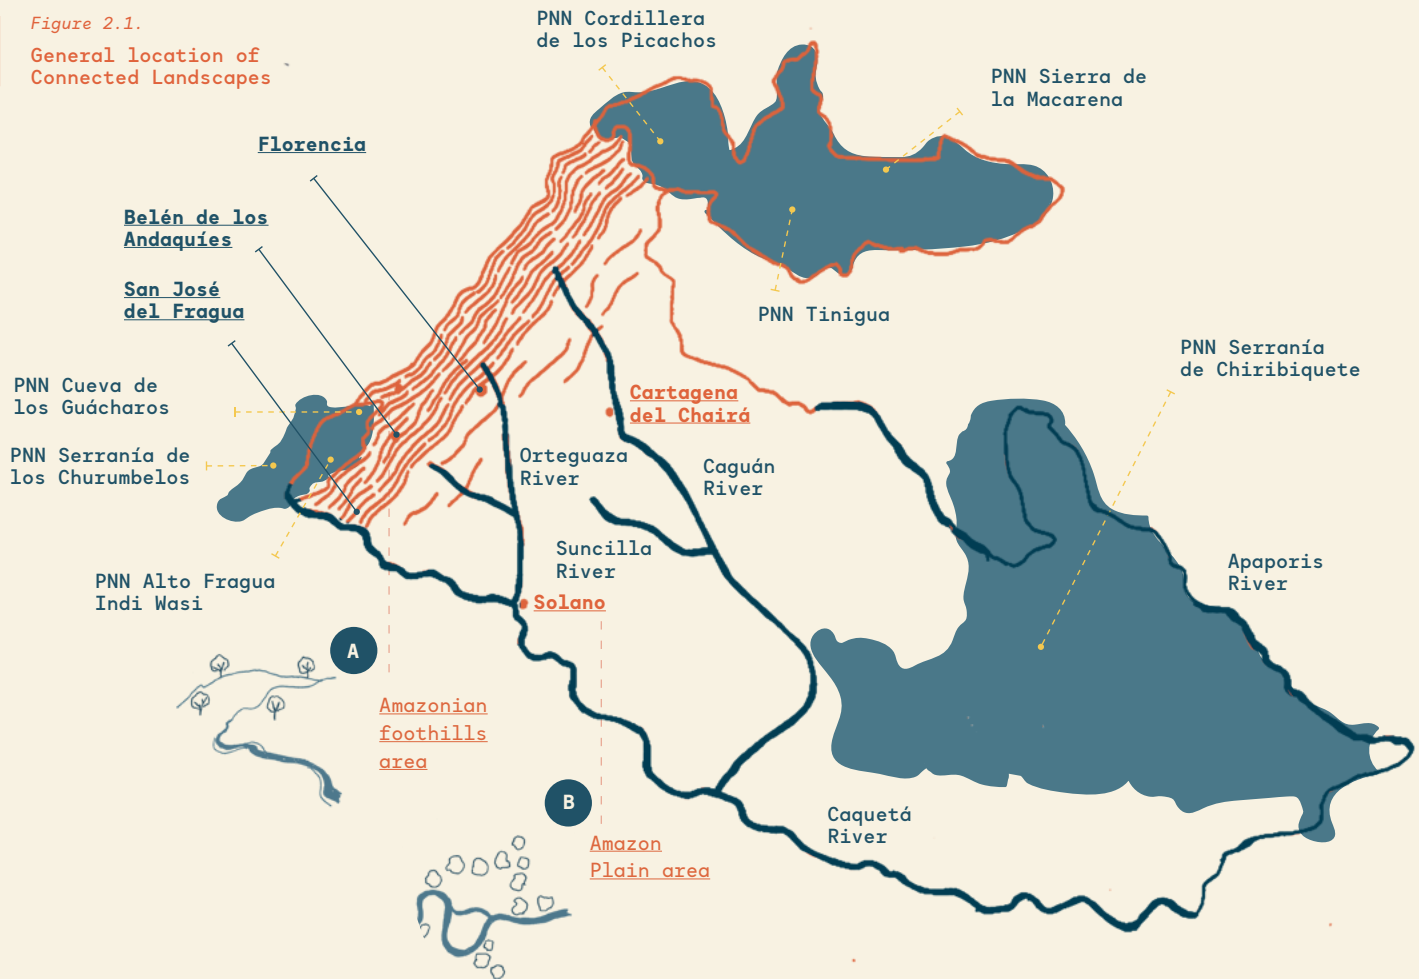 Figure 2.1.
General location of
Connected Landscapes
PNN Cordillera
de los Picachos
PNN Sierra de
la Macarena
Florencia
Belén de los
Andaquíes
San José
del Fragua
PNN Tinigua
PNN Serranía
de Chiribiquete
PNN Cueva de
los Guácharos
Cartagena
del Chairá
PNN Serranía de
los Churumbelos
Orteguaza
River
Caguán
River
Suncilla
River
Apaporis
River
PNN Alto Fragua
Indi Wasi
Solano
A
Amazonian
foothills
area
B
Caquetá
River
Amazon
Plain area